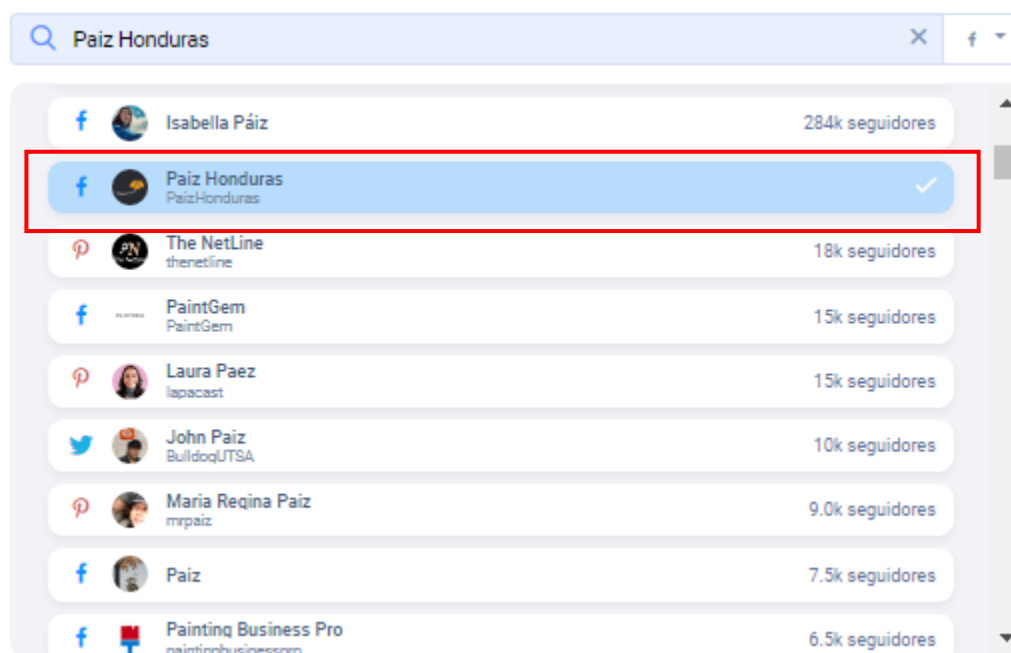 Paiz Honduras
Isabella Páiz 284k seguidores
Paiz Honduras
PaizHonduras
The NetLine
thenetline
18k seguidores
PaintGem
PaintGem
15k seguidores
Laura Paez
lapacast
15k seguidores
John Paiz
BulldogUTSA
10k seguidores
Maria Regina Paiz
mrpaiz
9.0k seguidores
Paiz 7.5k seguidores
Painting Business Pro
paintingbusinesspro
6.5k seguidores